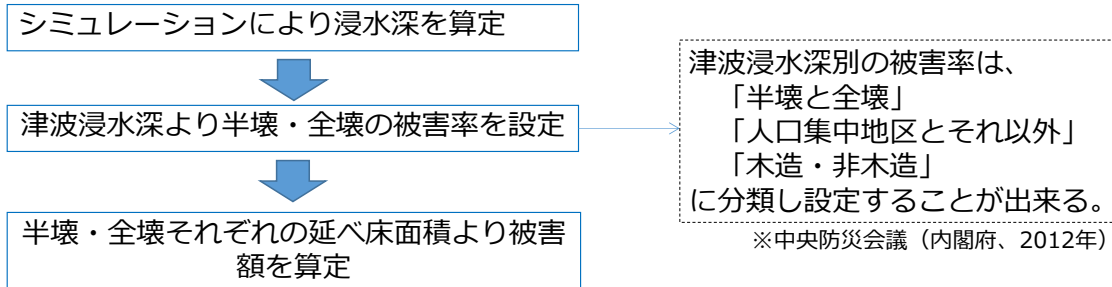 シミュレーションにより浸水深を算定
津波浸水深より半壊・全壊の被害率を設定
半壊・全壊それぞれの延べ床面積より被害
額を算定
津波浸水深別の被害率は、
「半壊と全壊」
「人口集中地区とそれ以外」
「木造・非木造」
に分類し設定することが出来る。
※中央防災会議（内閣府、2012年）